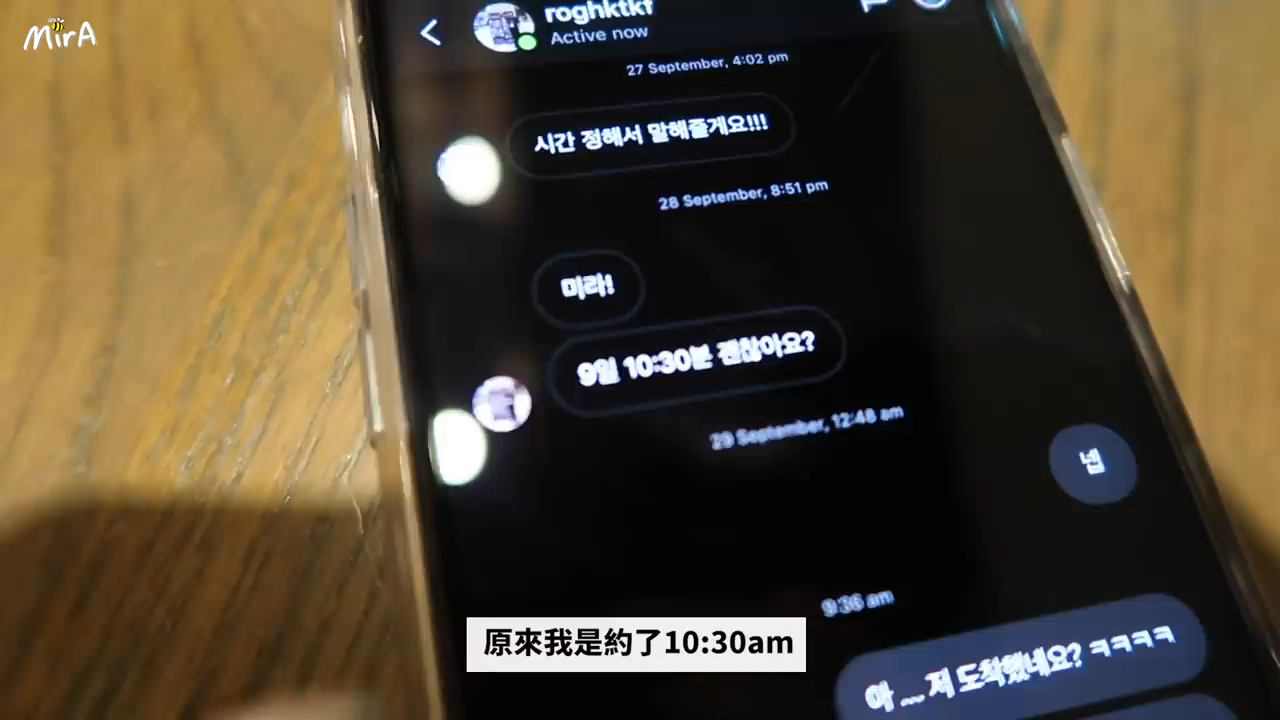 MirA
roghktkf
Active now
27 September, 4:02 pm
시간 정해서 말해줄게요!!!
28 September, 8:51 pm
미라!
9일 10:30분 괜찮아요?
29 September, 12:48 am
넵
9:36 am
아 ... 저 도착했네요? ㅋㅋㅋㅋ
原來我是約了10:30am